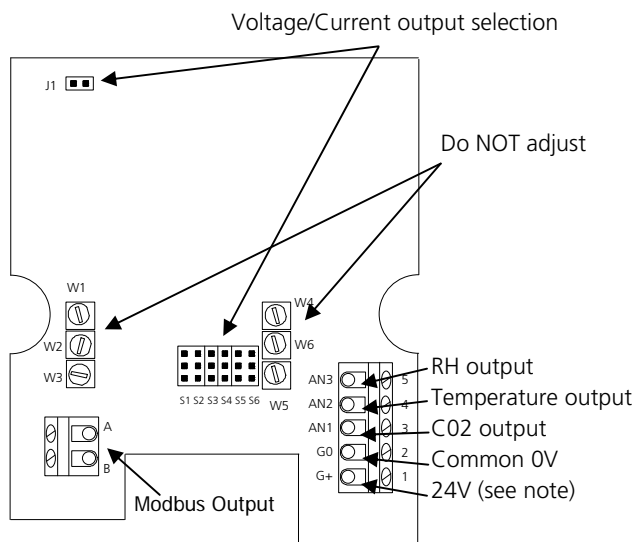 Voltage/Current output selection
J1
Do NOT adjust
W1
W4
W2
W6
W3
W5
S1 S2 S3 S4 S5 S6
AN3 5 RH output
AN2 4 Temperature output
AN1 3 C02 output
G0 2 Common 0V
G+ 1 24V (see note)
A
B
Modbus Output